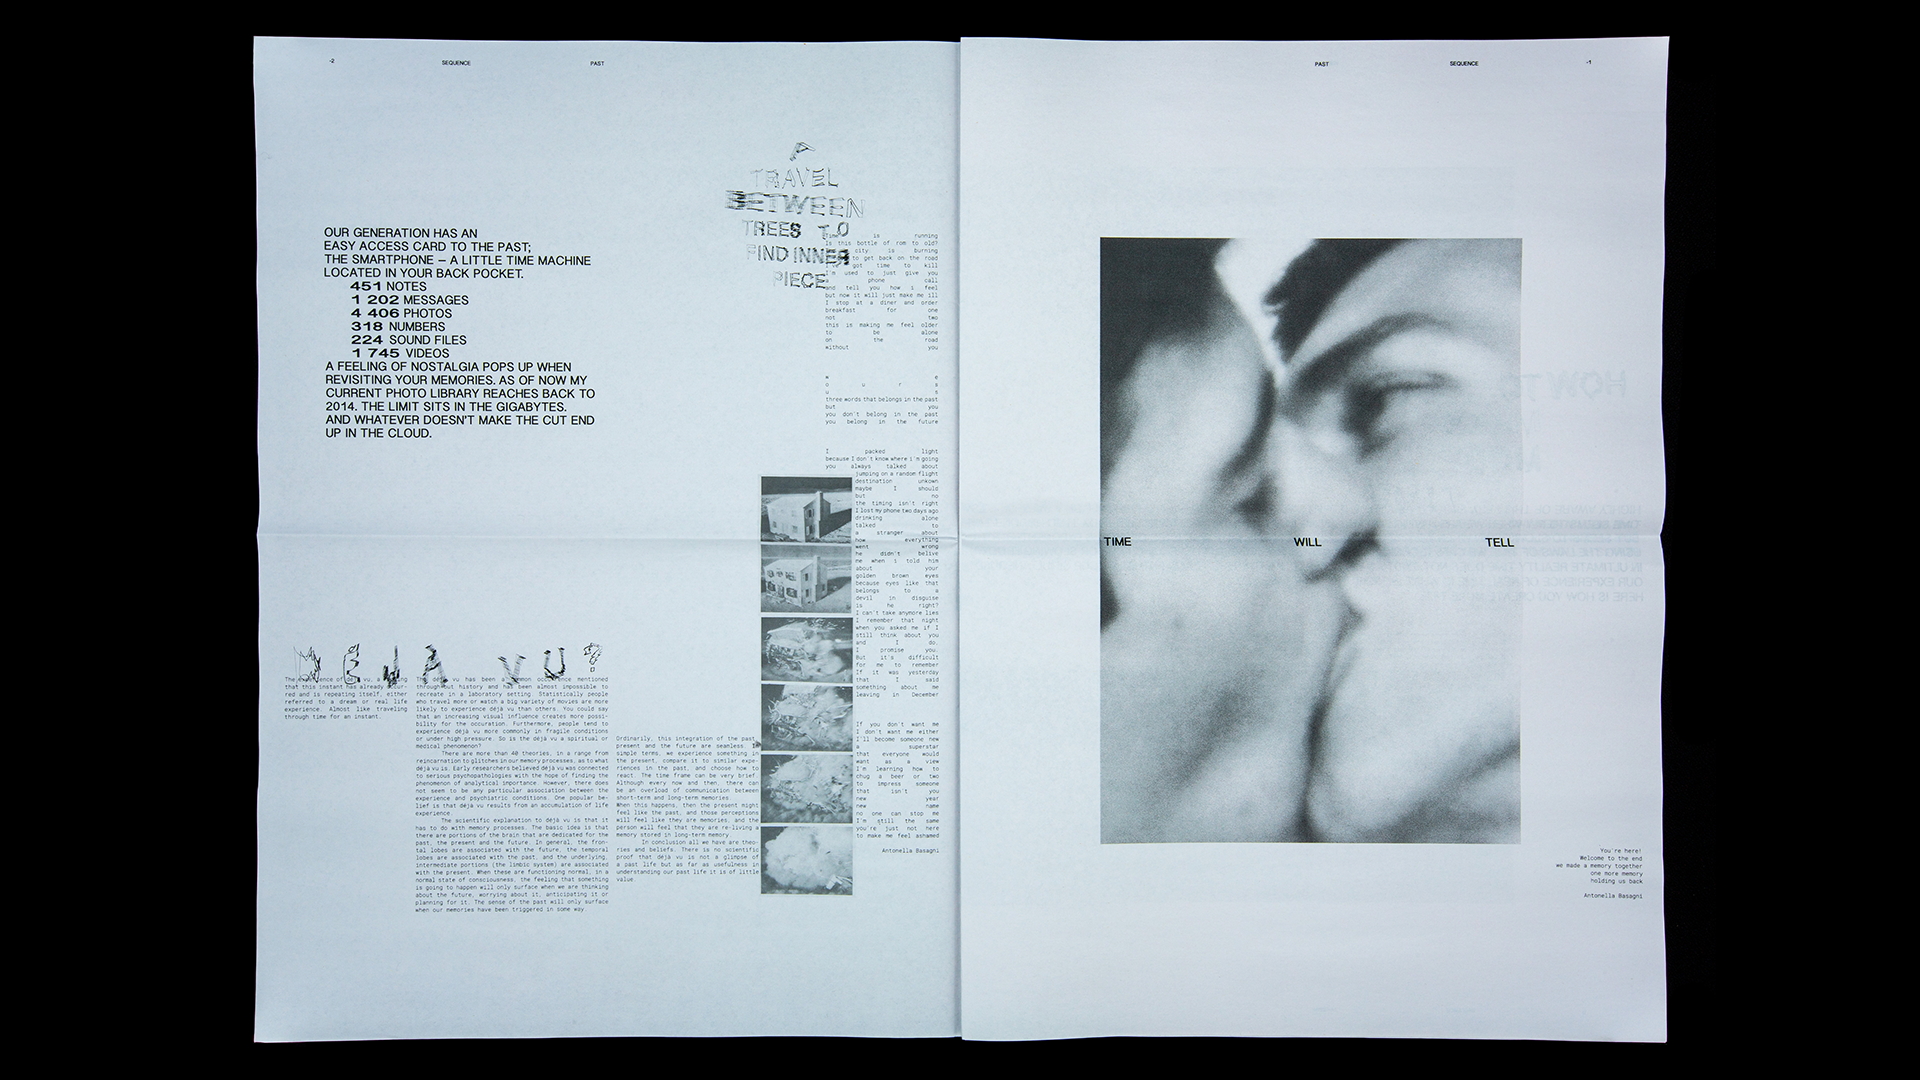 -2 SEQUENCE PAST
OUR GENERATION HAS AN
EASY ACCESS CARD TO THE PAST;
THE SMARTPHONE – A LITTLE TIME MACHINE
LOCATED IN YOUR BACK POCKET.
451 NOTES
1 202 MESSAGES
4 406 PHOTOS
318 NUMBERS
224 SOUND FILES
1 745 VIDEOS
A FEELING OF NOSTALGIA POPS UP WHEN
REVISITING YOUR MEMORIES. AS OF NOW MY
CURRENT PHOTO LIBRARY REACHES BACK TO
2014. THE LIMIT SITS IN THE GIGABYTES.
AND WHATEVER DOESN'T MAKE THE CUT END
UP IN THE CLOUD.
DÉJÀ VU?
The experience of déjà vu, a
that this instant has already occur-
red and is repeating itself, either
referred to a dream or real life
experience. Almost like traveling
through time for an instant.
The déjà vu has been a common occurrence mentioned
throughout history and has been almost impossible to
recreate in a laboratory setting. Statistically people
who travel more or watch a big variety of movies are more
likely to experience déjà vu than others. You could say
that an increasing visual influence creates more possi-
bility for the occuration. Furthermore, people tend to
experience déjà vu more commonly in fragile conditions
or under high pressure. So is the déjà vu a spiritual or
medical phenomenon?
There are more than 40 theories, in a range from
reincarnation to glitches in our memory processes, as to what
déjà vu is. Early researchers believed déjà vu was connected
to serious psychopathologies with the hope of finding the
phenomenon of analytical importance. However, there does
not seem to be any particular association between the
experience and psychiatric conditions. One popular be-
lief is that déjà vu results from an accumulation of life
experience.
The scientific explanation to déjà vu is that it
has to do with memory processes. The basic idea is that
there are portions of the brain that are dedicated for the
past, the present and the future. In general, the fron-
tal lobes are associated with the future, the temporal
lobes are associated with the past, and the underlying,
intermediate portions (the limbic system) are associated
with the present. When these are functioning normal, in a
normal state of consciousness, the feeling that something
is going to happen will only surface when we are thinking
about the future, worrying about it, anticipating it or
planning for it. The sense of the past will only surface
when our memories have been triggered in some way.
Ordinarily, this integration of the past,
present and the future are seamless. In
simple terms, we experience something in
the present, compare it to similar expe-
riences in the past, and choose how to
react. The time frame can be very brief.
Although every now and then, there can
be an overload of communication between
short-term and long-term memories.
When this happens, then the present might
feel like the past, and those perceptions
will feel like they are memories, and the
person will feel that they are re-living a
memory stored in long-term memory.
In conclusion all we have are theo-
ries and beliefs. There is no scientific
proof that déjà vu is not a glimpse of
a past life but as far as usefulness in
understanding our past life it is of little
value.
A
TRAVEL
BETWEEN
TREES TO
FIND INNER
PIECE
Time is running
Is this bottle of rom to old?
city is burning
to get back on the road
got time to kill
I'm used to just give you
a phone call
and tell you how i feel
but now it will just make me ill
I stop at a diner and order
breakfast for one
not two
this is making me feel older
to be alone
on the road
without you
w e
o u r s
u
three words that belongs in the past
but you
you don't belong in the past
you belong in the future
I packed light
because I don't know where i'm going
you always talked about
jumping on a random flight
destination unkown
maybe I should
but no
the timing isn't right
I lost my phone two days ago
drinking alone
talked to
a stranger about
how everything
went wrong
he didn't belive
me when i told him
about your
golden brown eyes
because eyes like that
belongs to a
devil in disguise
is he right?
I can't take anymore lies
I remember that night
when you asked me if I
still think about you
and I do.
I promise you.
But it's difficult
for me to remember
If it was yesterday
that I said
something about me
leaving in December
If you don't want me
I don't want me either
I'll become someone new
a superstar
that everyone would
want as a view
I'm learning how to
chug a beer or two
to impress someone
that isn't you
new year
new name
no one can stop me
I'm still the same
you're just not here
to make me feel ashamed
Antonella Basagni
PAST SEQUENCE -1
TIME WILL TELL
You're here!
Welcome to the end
we made a memory together
one more memory
holding us back
Antonella Basagni